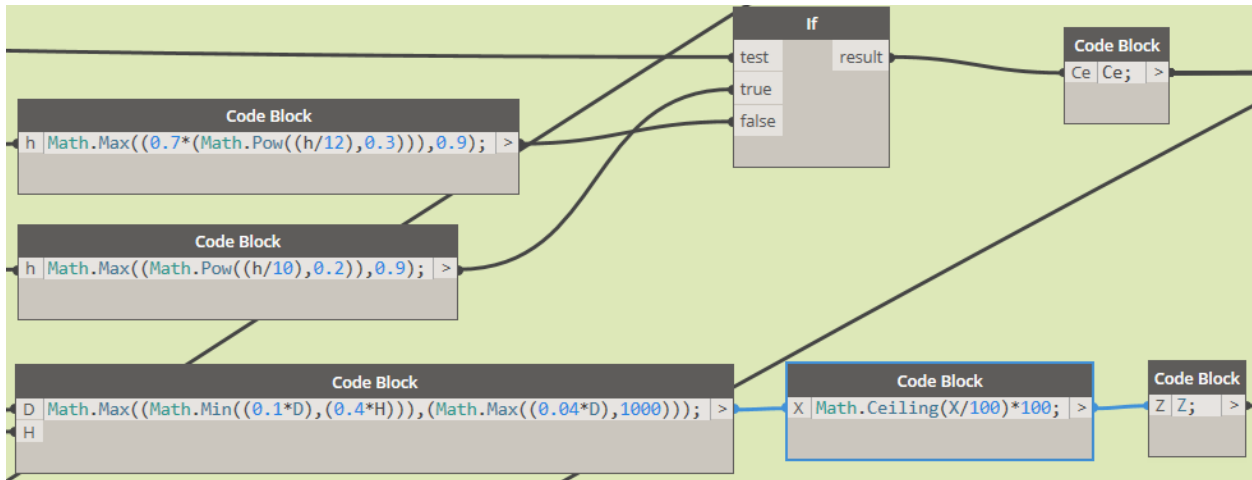 If
test
result
true
false
Code Block
Ce
Ce;
>
Code Block
h
Math.Max((0.7*(Math.Pow((h/12),0.3))),0.9);
>
Code Block
h
Math.Max((Math.Pow((h/10),0.2)),0.9);
>
Code Block
D
Math.Max((Math.Min((0.1*D),(0.4*H))),(Math.Max((0.04*D),1000)));
>
H
Code Block
X
Math.Ceiling(X/100)*100;
>
Code Block
Z
Z;
>